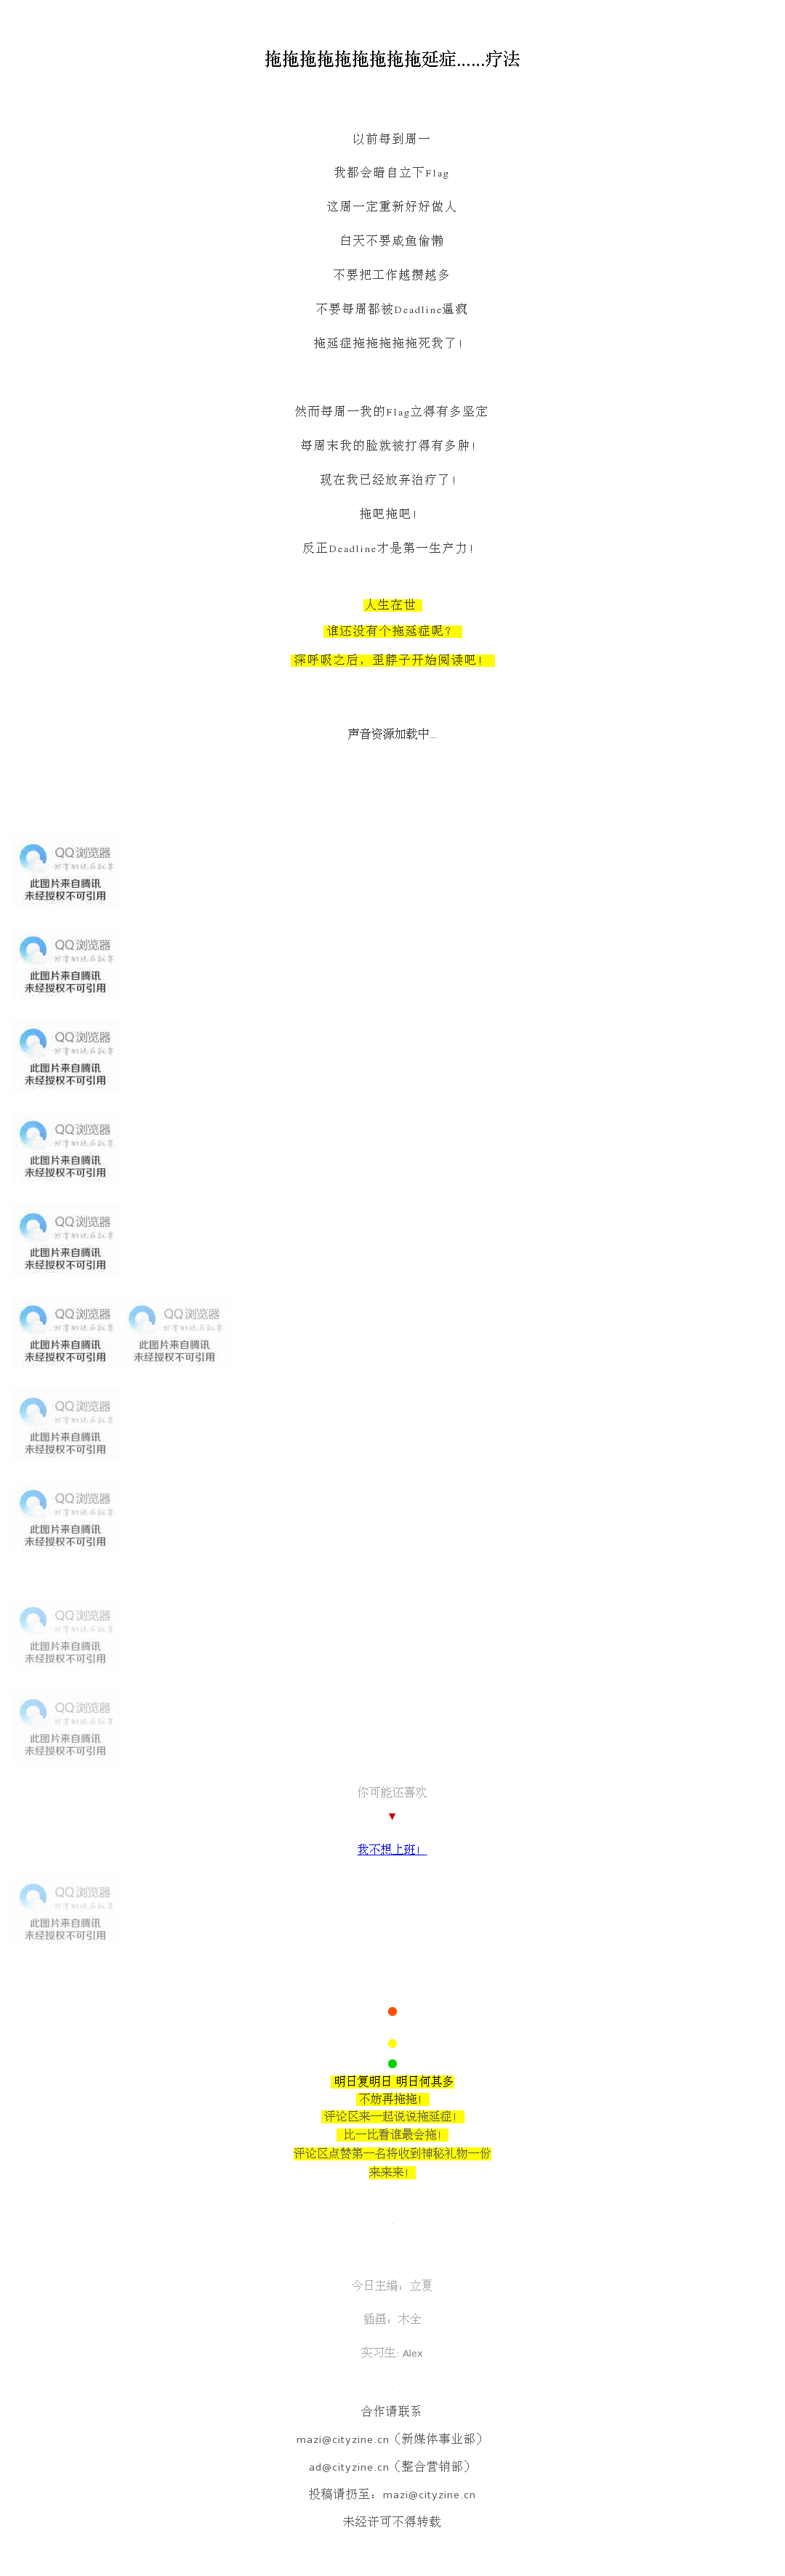 拖拖拖拖拖拖拖拖拖延症......疗法
以前每到周一
我都会暗自立下Flag
这周一定重新好好做人
白天不要咸鱼偷懒
不要把工作越攒越多
不要每周都被Deadline逼疯
拖延症拖拖拖拖拖死我了!
然而每周一我的Flag立得有多坚定
每周末我的脸就被打得有多肿!
现在我已经放弃治疗了!
拖吧拖吧!
反正Deadline才是第一生产力!
人生在世
谁还没有个拖延症呢?
深呼吸之后，歪脖子开始阅读吧!
声音资源加载中...
QQ浏览器
此图片来自腾讯
未经授权不可引用
QQ浏览器
此图片来自腾讯
未经授权不可引用
QQ浏览器
此图片来自腾讯
未经授权不可引用
QQ浏览器
此图片来自腾讯
未经授权不可引用
QQ浏览器
此图片来自腾讯
未经授权不可引用
QQ浏览器
此图片来自腾讯
未经授权不可引用
QQ浏览器
此图片来自腾讯
未经授权不可引用
QQ浏览器
此图片来自腾讯
未经授权不可引用
QQ浏览器
此图片来自腾讯
未经授权不可引用
QQ浏览器
此图片来自腾讯
未经授权不可引用
QQ浏览器
此图片来自腾讯
未经授权不可引用
你可能还喜欢
▼
我不想上班!
QQ浏览器
此图片来自腾讯
未经授权不可引用
明日复明日 明日何其多
不妨再拖拖!
评论区来一起说说拖延症!
比一比看谁最会拖!
评论区点赞第一名将收到神秘礼物一份
来来来!
今日主编：立夏
插画：木全
实习生: Alex
合作请联系
mazi@cityzine.cn（新媒体事业部）
ad@cityzine.cn（整合营销部）
投稿请扔至：mazi@cityzine.cn
未经许可不得转载